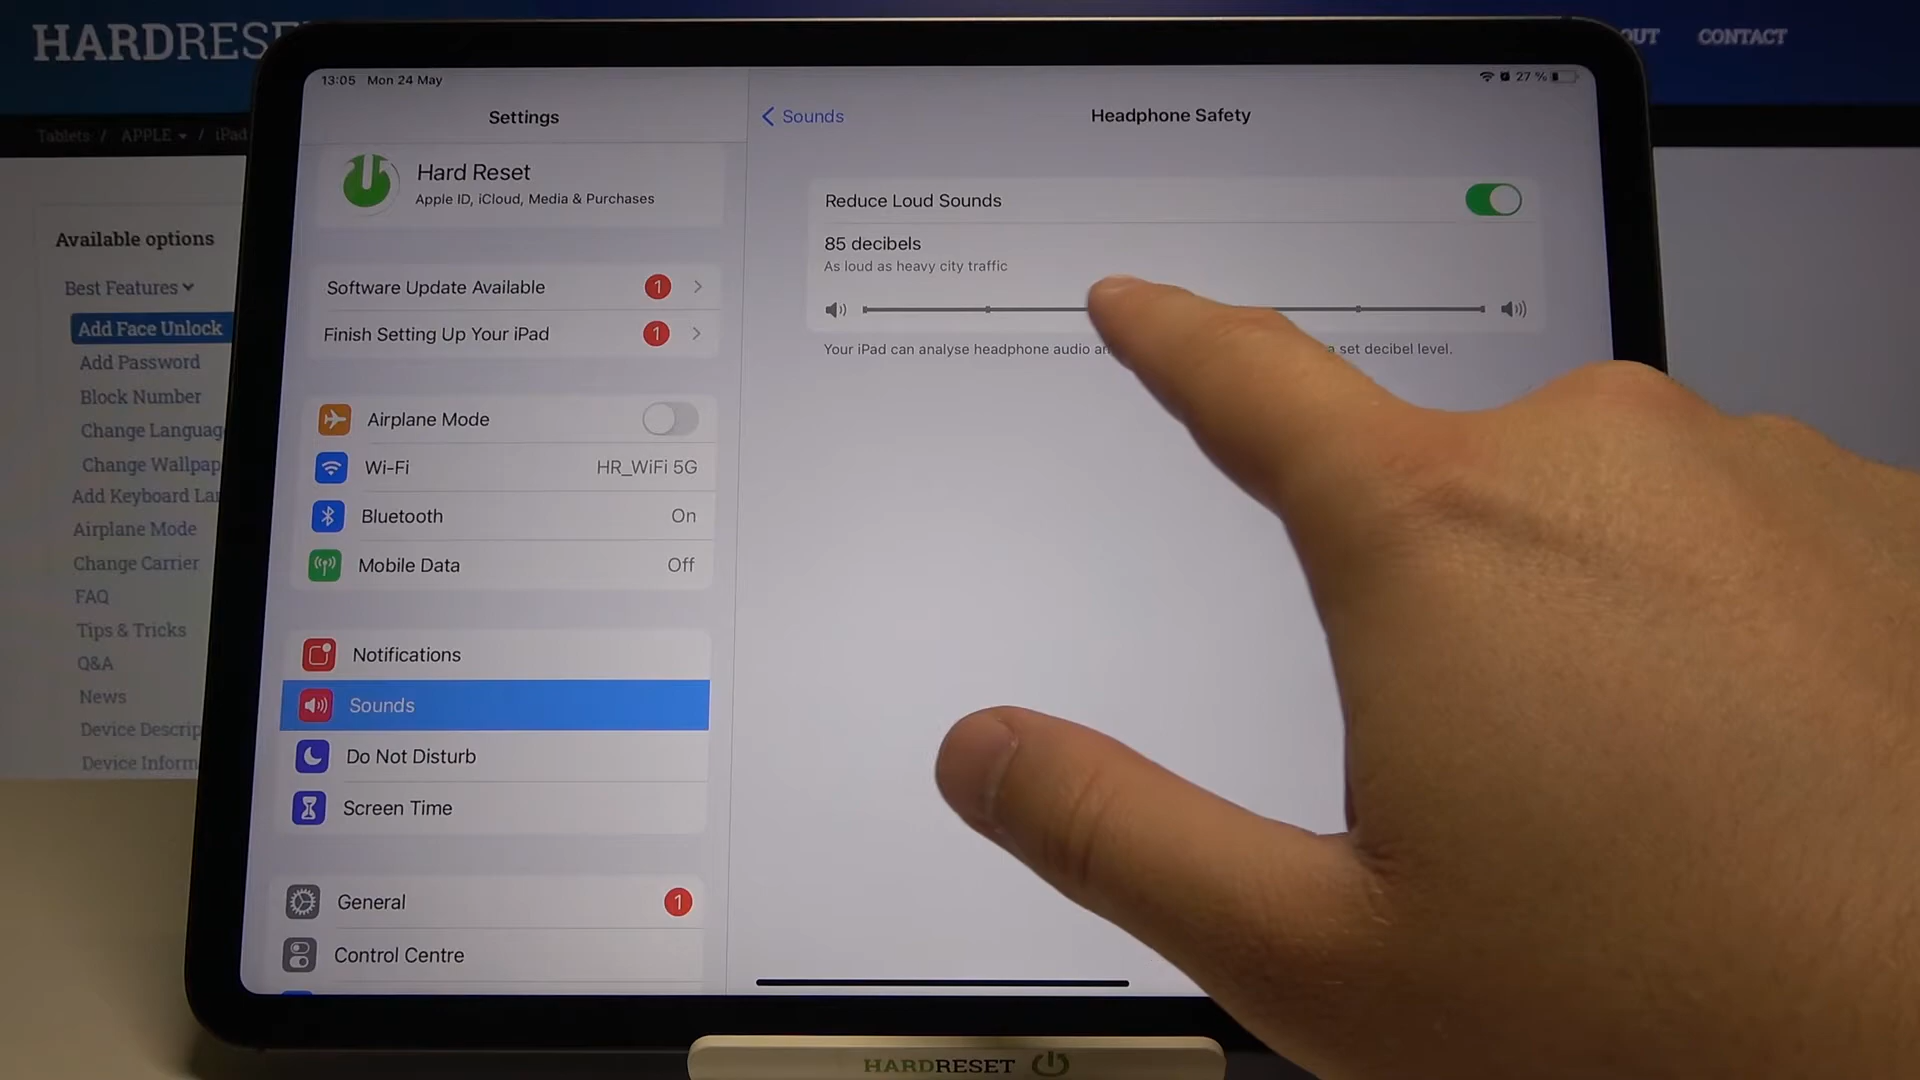 HARDRESE
OUT
CONTACT
Tablets / APPLE / iPad
Available options
Best Features
Add Face Unlock
Add Password
Block Number
Change Languag
Change Wallpap
Add Keyboard Lan
Airplane Mode
Change Carrier
FAQ
Tips & Tricks
Q&A
News
Device Descrip
Device Inform
13:05 Mon 24 May
27 %
Settings
Hard Reset
Apple ID, iCloud, Media & Purchases
Software Update Available 1
Finish Setting Up Your iPad 1
Airplane Mode
Wi-Fi HR_WiFi 5G
Bluetooth On
Mobile Data Off
Notifications
Sounds
Do Not Disturb
Screen Time
General 1
Control Centre
Sounds
Headphone Safety
Reduce Loud Sounds
85 decibels
As loud as heavy city traffic
Your iPad can analyse headphone audio an
a set decibel level.
HARDRESET